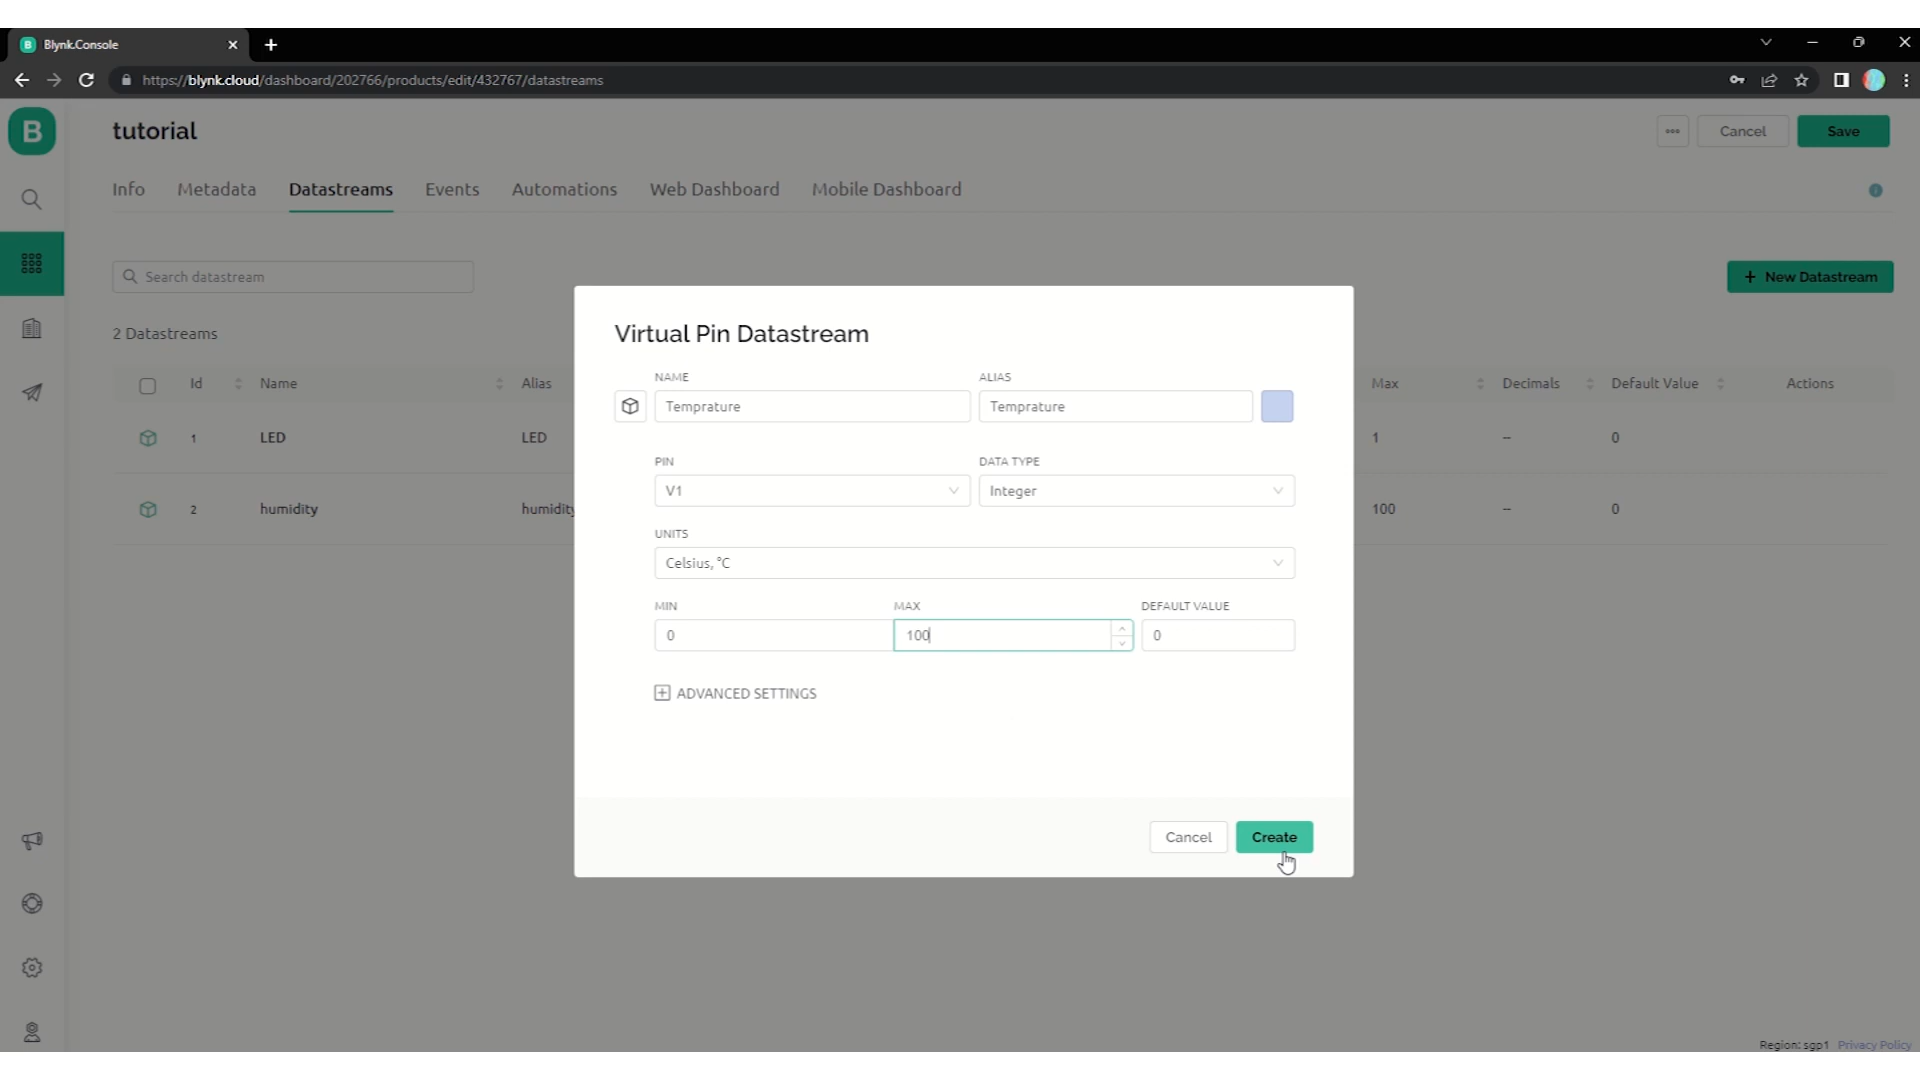 Blynk.Console
https://blynk.cloud/dashboard/202766/products/edit/432767/datastreams
B
tutorial
Cancel
Save
Info
Metadata
Datastreams
Events
Automations
Web Dashboard
Mobile Dashboard
Search datastream
+ New Datastream
2 Datastreams
Id
Name
Alias
Max
Decimals
Default Value
Actions
1
LED
LED
1
--
0
2
humidity
humidity
100
--
0
Virtual Pin Datastream
NAME
ALIAS
Temprature
Temprature
PIN
DATA TYPE
V1
Integer
UNITS
Celsius, °C
MIN
MAX
DEFAULT VALUE
0
100
0
ADVANCED SETTINGS
Cancel
Create
Region: sgp1 Privacy Policy